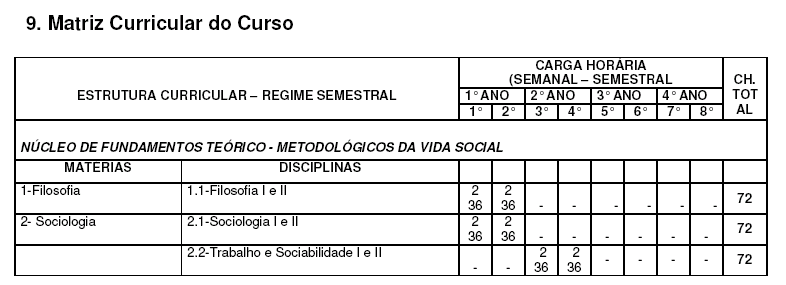 9. Matriz Curricular do Curso
ESTRUTURA CURRICULAR – REGIME SEMESTRAL
CARGA HORÁRIA
(SEMANAL – SEMESTRAL
CH.
TOT
AL
1° ANO 2° ANO 3° ANO 4° ANO
1° 2° 3° 4° 5° 6° 7° 8°
NÚCLEO DE FUNDAMENTOS TEÓRICO - METODOLÓGICOS DA VIDA SOCIAL
MATERIAS DISCIPLINAS
1-Filosofia 1.1-Filosofia I e II 2 2
36 36 - - - - - - 72
2- Sociologia 2.1-Sociologia I e II 2 2
36 36 - - - - - - 72
2.2-Trabalho e Sociabilidade I e II 2 2
- - 36 36 - - - - 72